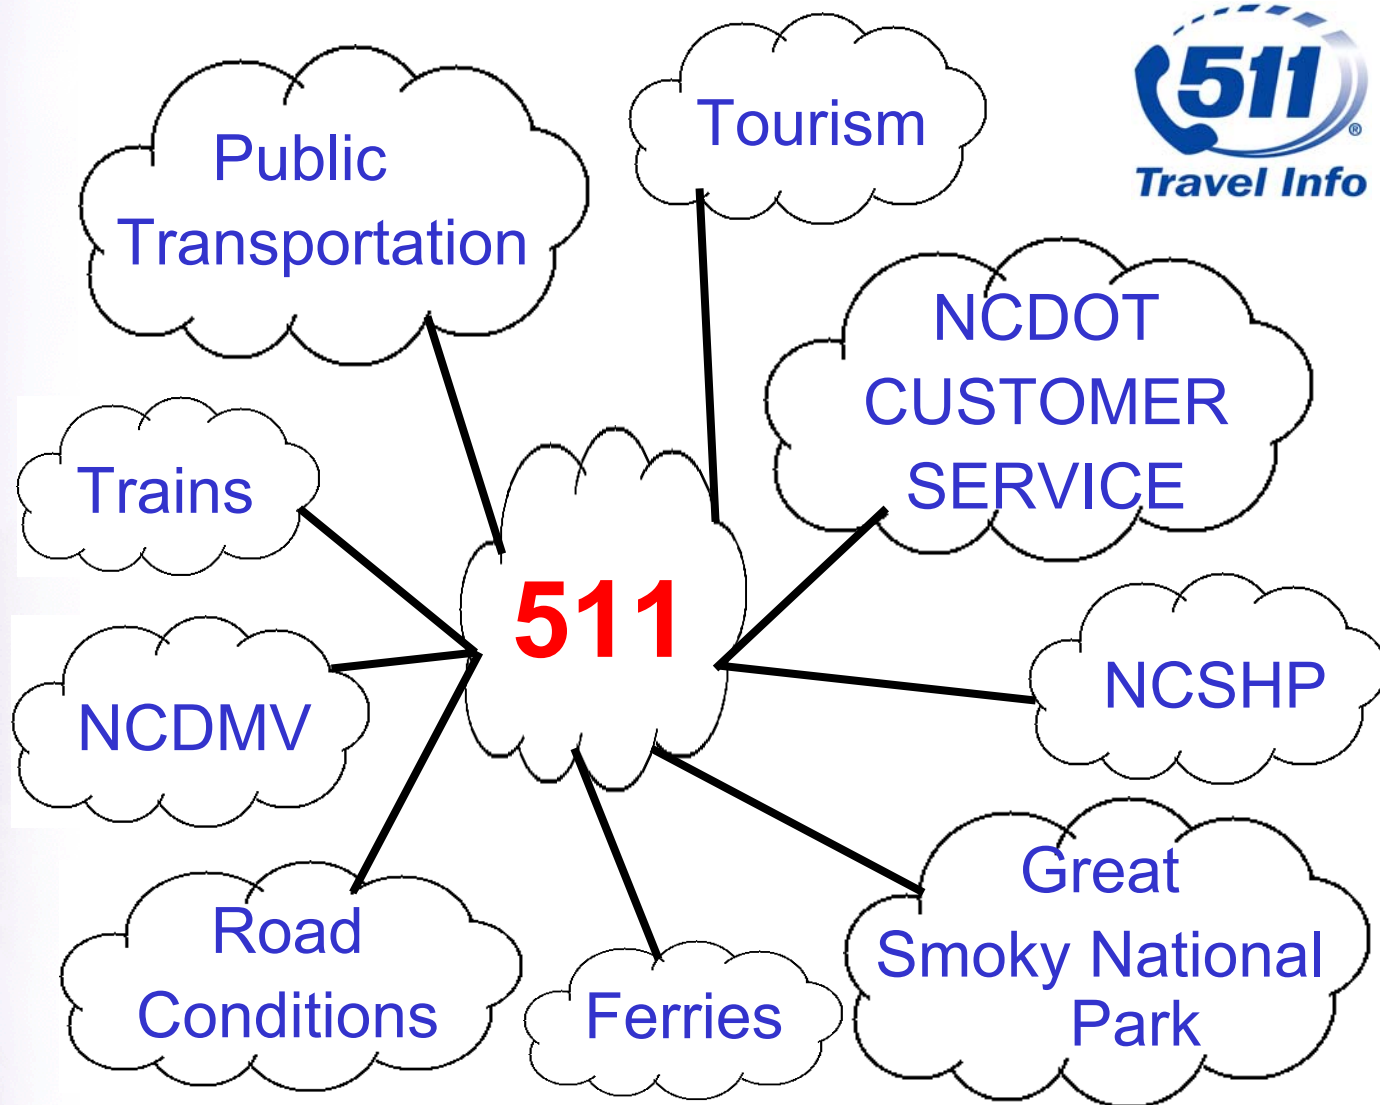 511
Travel Info
Public
Transportation
Tourism
NCDOT
CUSTOMER
SERVICE
Trains
511
NCDMV
NCSHP
Road
Conditions
Ferries
Great
Smoky National
Park